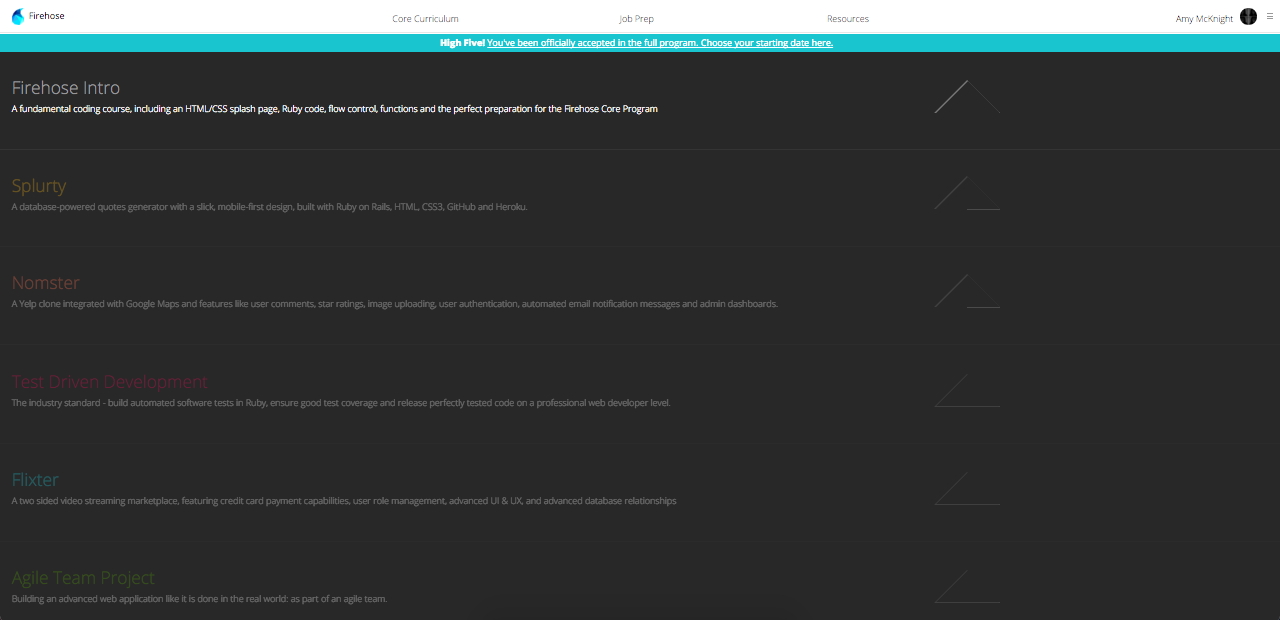 Firehose
Core Curriculum
Job Prep
Resources
Amy McKnight
High Five! You've been officially accepted in the full program. Choose your starting date here.
Firehose Intro
A fundamental coding course, including an HTML/CSS splash page, Ruby code, flow control, functions and the perfect preparation for the Firehose Core Program
Splurty
A database-powered quotes generator with a slick, mobile-first design, built with Ruby on Rails, HTML, CSS3, GitHub and Heroku.
Nomster
A Yelp clone integrated with Google Maps and features like user comments, star ratings, image uploading, user authentication, automated email notification messages and admin dashboards.
Test Driven Development
The industry standard - build automated software tests in Ruby, ensure good test coverage and release perfectly tested code on a professional web developer level.
Flixter
A two sided video streaming marketplace, featuring credit card payment capabilities, user role management, advanced UI & UX, and advanced database relationships
Agile Team Project
Building an advanced web application like it is done in the real world: as part of an agile team.